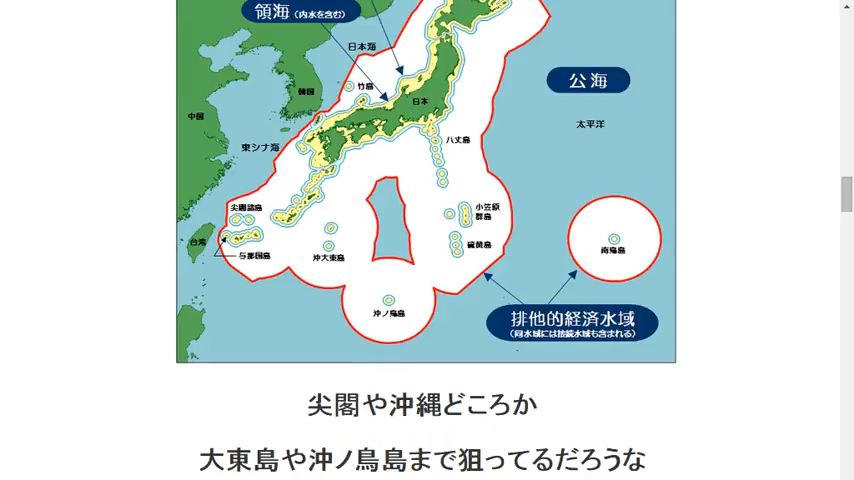 領海(内水を含む)
日本海
公海
竹島
韓国
日本
中国
太平洋
東シナ海
八丈島
尖閣諸島
小笠原
群島
台湾
硫黄島
南鳥島
沖大東島
与那国島
沖ノ鳥島
排他的経済水域
(同水域には接続水域も含まれる)
尖閣や沖縄どころか
大東島や沖ノ鳥島まで狙ってるだろうな